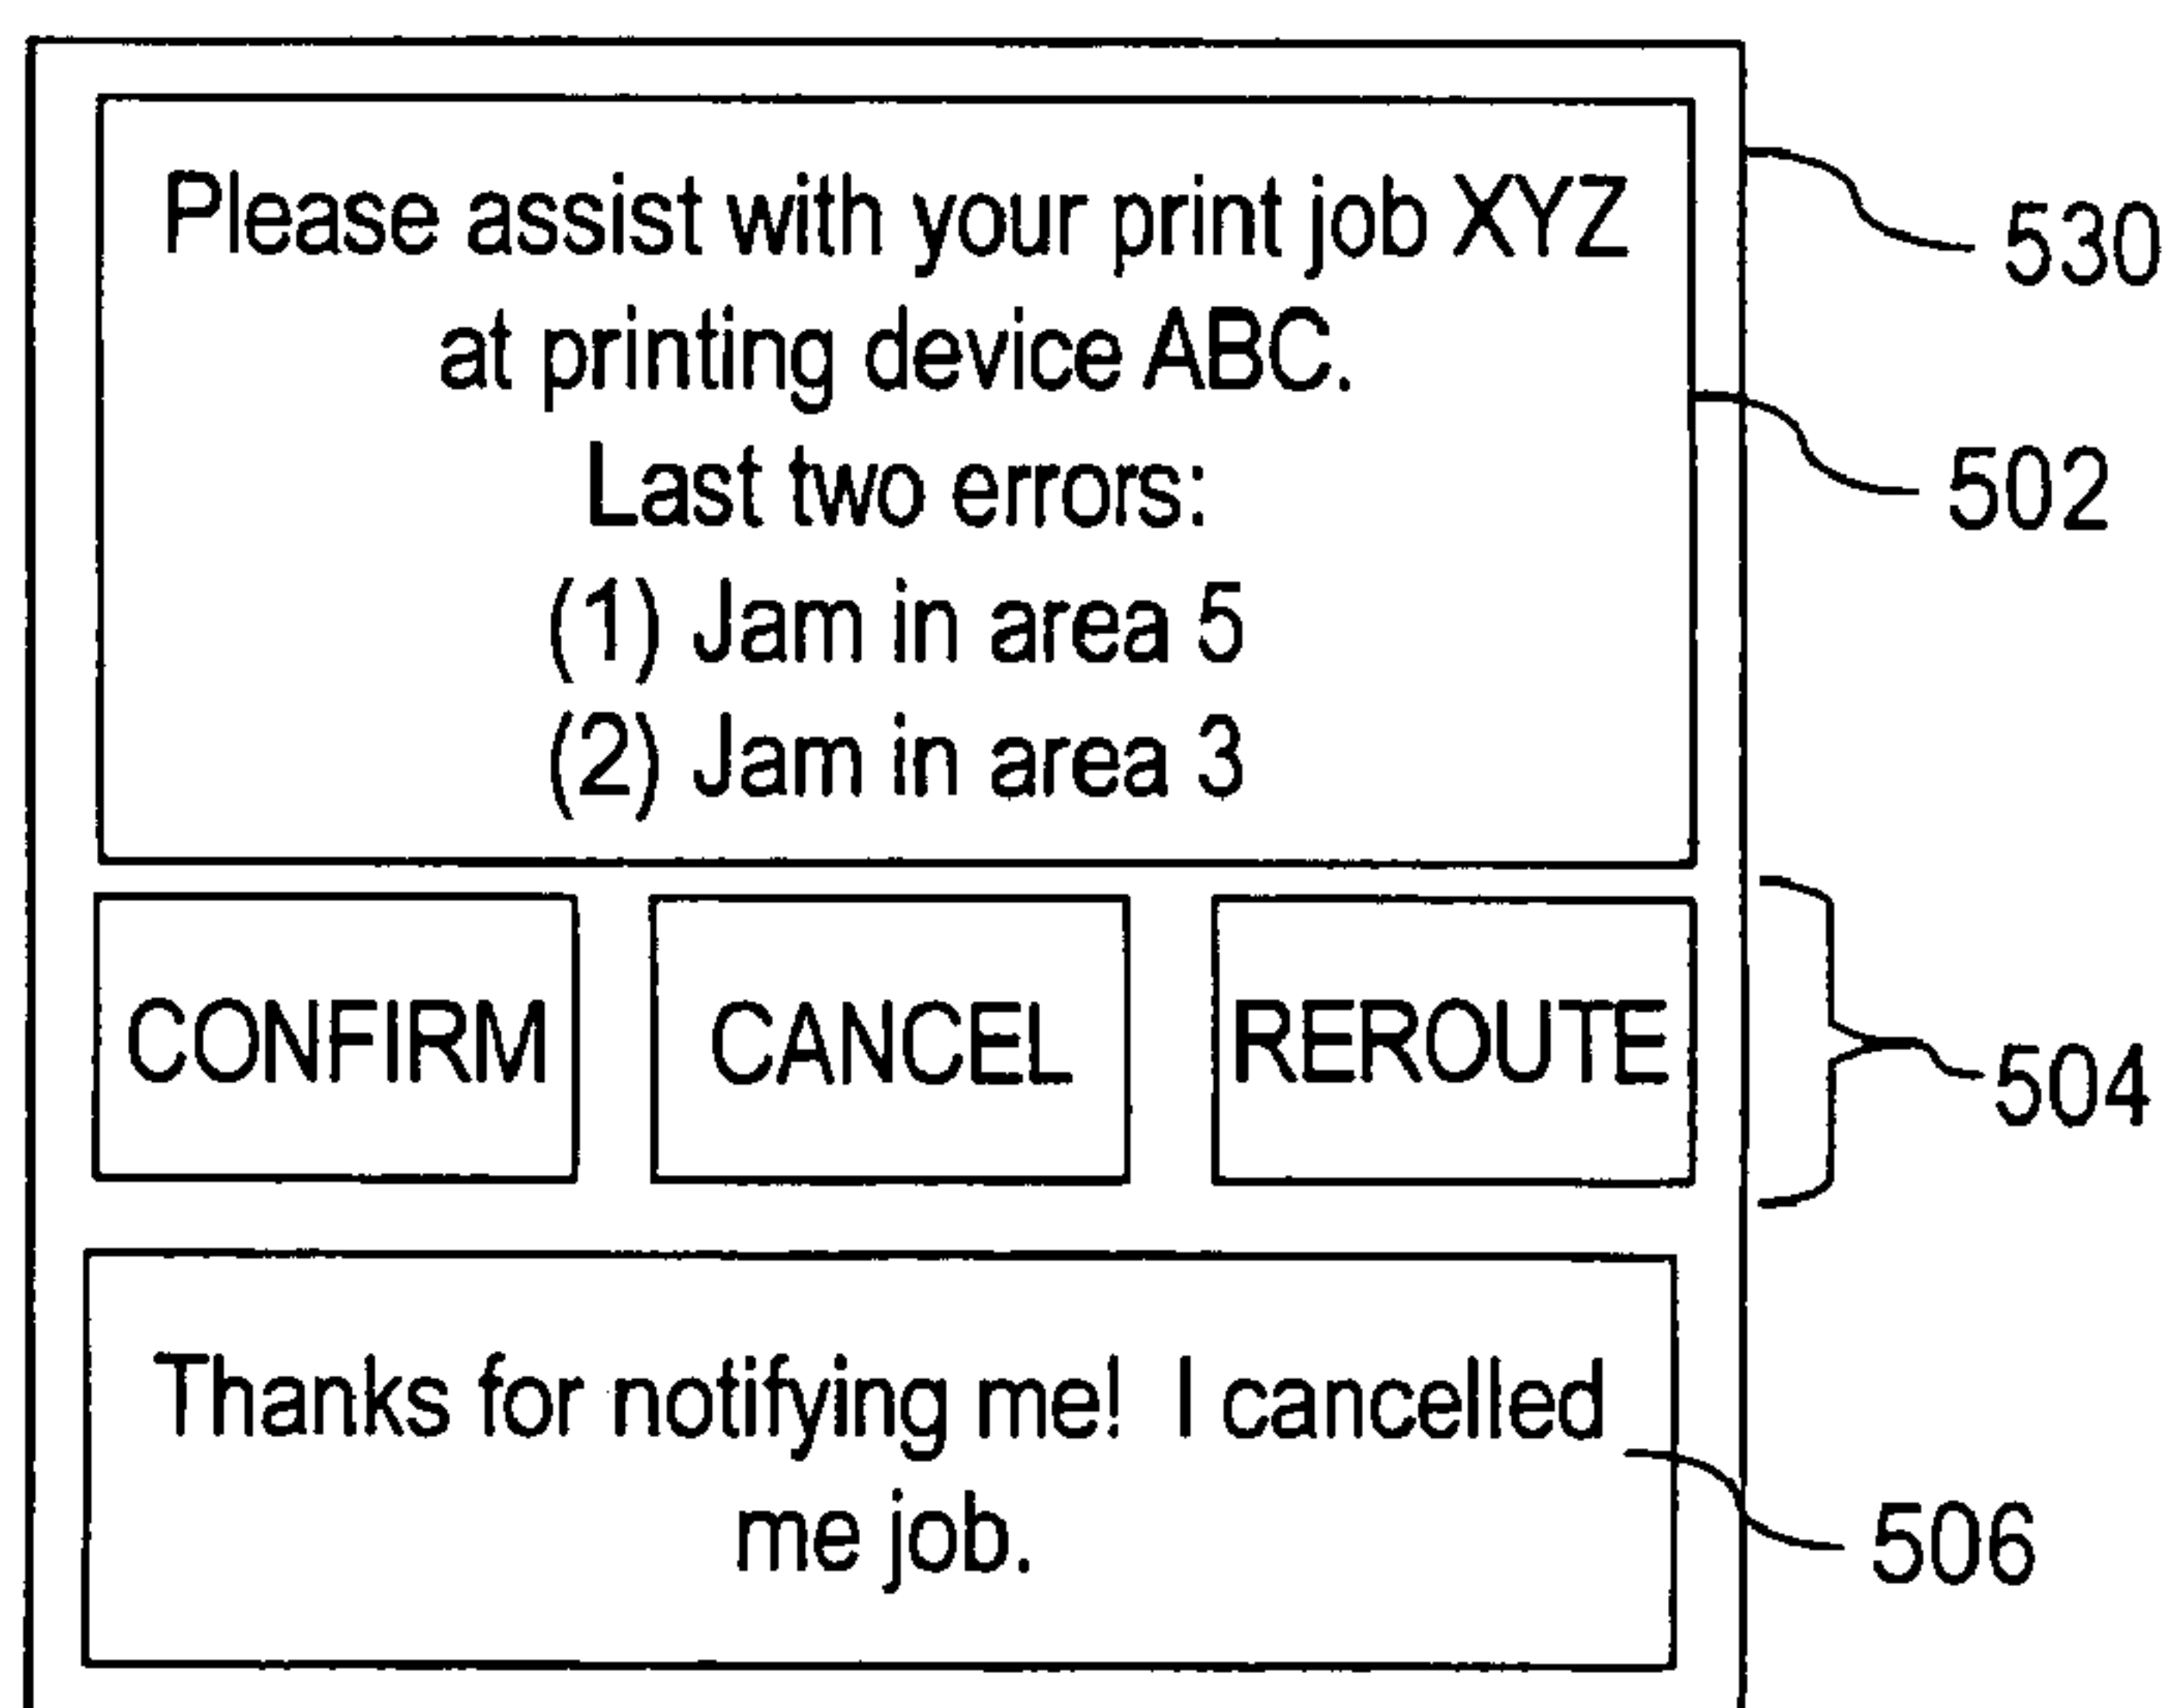 Please assist with your print job XYZ
at printing device ABC.
Last two errors:
(1) Jam in area 5
(2) Jam in area 3
530
502
CONFIRM CANCEL REROUTE
504
Thanks for notifying me! I cancelled
me job.
506